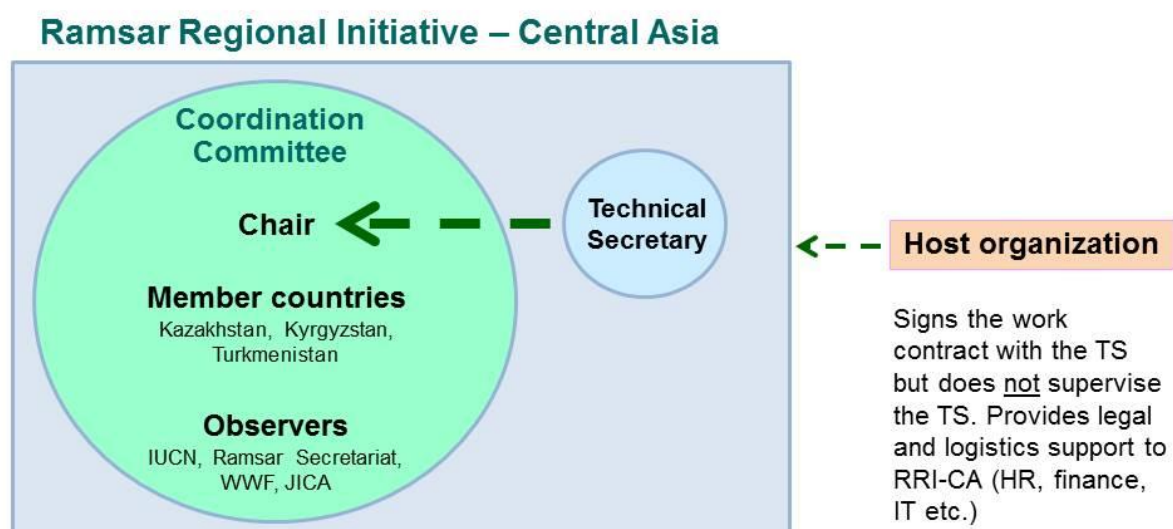 Ramsar Regional Initiative – Central Asia
Coordination
Committee
Chair
Member countries
Kazakhstan, Kyrgyzstan,
Turkmenistan
Observers
IUCN, Ramsar Secretariat,
WWF, JICA
Technical
Secretary
Host organization
Signs the work
contract with the TS
but does not supervise
the TS. Provides legal
and logistics support to
RRI-CA (HR, finance,
IT etc.)